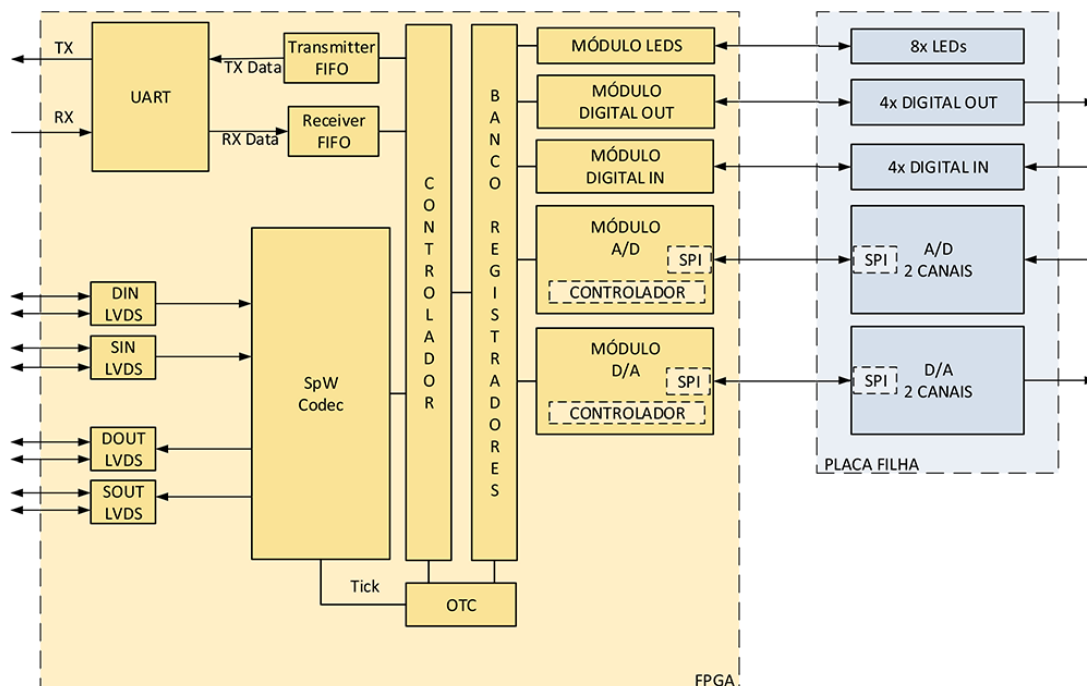 TX
RX
UART
TX Data
RX Data
Transmitter
FIFO
Receiver
FIFO
DIN
LVDS
SIN
LVDS
DOUT
LVDS
SOUT
LVDS
SpW
Codec
Tick
CONTROLADOR
BANCO REGISTRADORES
OTC
MÓDULO LEDS
MÓDULO
DIGITAL OUT
MÓDULO
DIGITAL IN
MÓDULO
A/D
SPI
CONTROLADOR
MÓDULO
D/A
SPI
CONTROLADOR
FPGA
8x LEDs
4x DIGITAL OUT
4x DIGITAL IN
A/D
2 CANAIS
SPI
D/A
2 CANAIS
SPI
PLACA FILHA